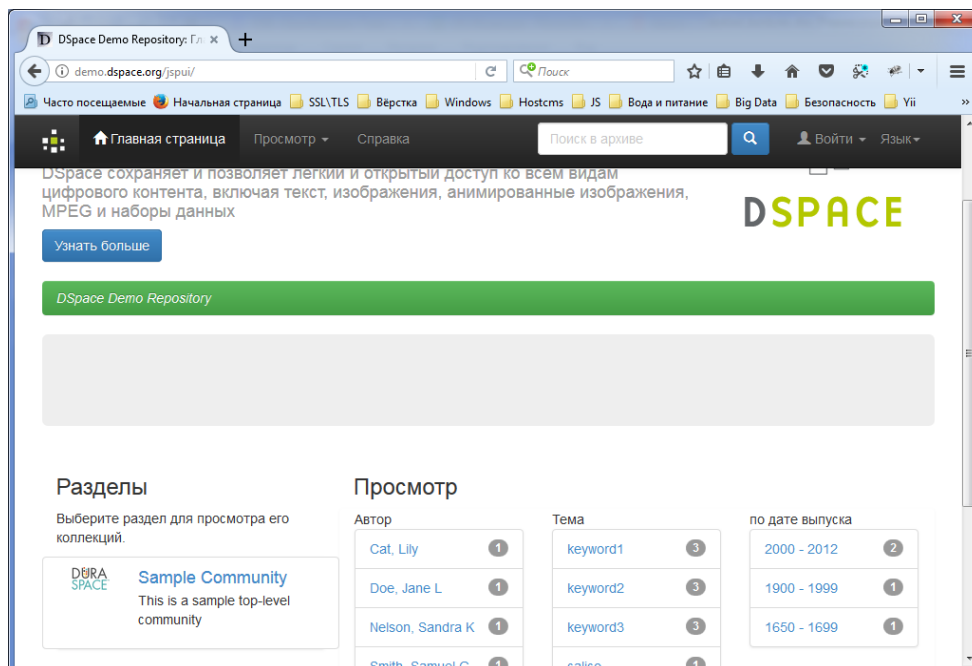 DSpace Demo Repository: Гл
demo.dspace.org/jspui/
Поиск
Часто посещаемые Начальная страница SSL\TLS Вёрстка Windows Hostcms JS Вода и питание Big Data Безопасность Yii »
Главная страница Просмотр Справка Поиск в архиве Войти Язык
DSpace сохраняет и позволяет легкий и открытый доступ ко всем видам
цифрового контента, включая текст, изображения, анимированные изображения,
MPEG и наборы данных
DSPACE
Узнать больше
DSpace Demo Repository
Разделы
Выберите раздел для просмотра его
коллекций.
DURA
SPACE
Sample Community
This is a sample top-level
community
Просмотр
Автор
Cat, Lily 1
Doe, Jane L 1
Nelson, Sandra K 1
Smith, Samuel G 1
Тема
keyword1 3
keyword2 3
keyword3 3
salico 1
по дате выпуска
2000 - 2012 2
1900 - 1999 1
1650 - 1699 1